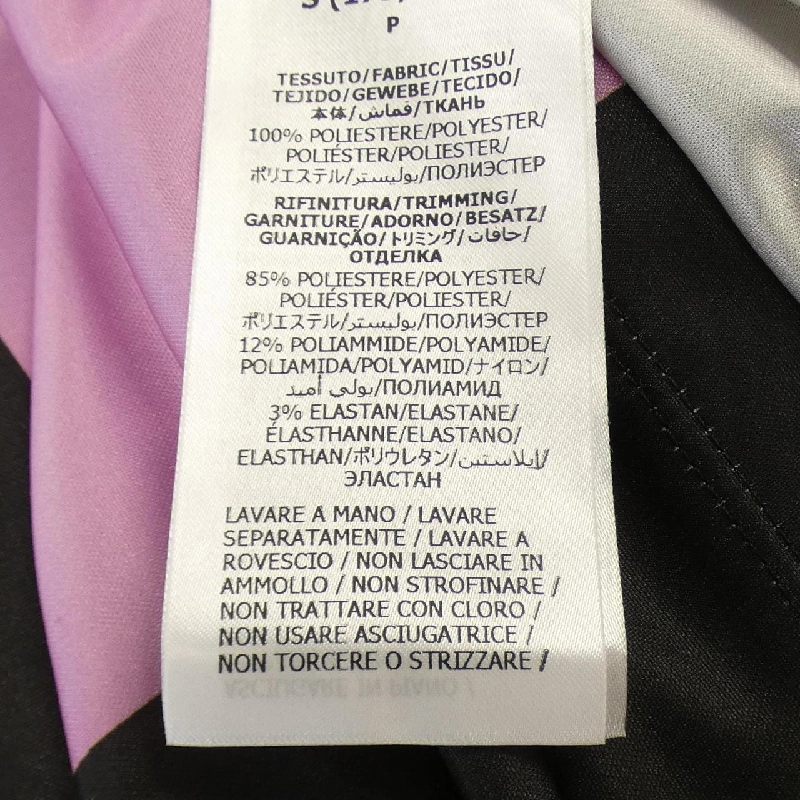 P
TESSUTO/FABRIC/TISSU/
TEJIDO/GEWEBE/TECIDO/
本体/قماش/ТКАНЬ
100% POLIESTERE/POLYESTER/
POLIÉSTER/POLIESTER/
ポリエステル/بوليستر/ПОЛИЭСТЕР
RIFINITURA/TRIMMING/
GARNITURE/ADORNO/BESATZ/
GUARNIÇÃO/トリミング/حافات/
ОТДЕЛКА
85% POLIESTERE/POLYESTER/
POLIÉSTER/POLIESTER/
ポリエステル/بوليستر/ПОЛИЭСТЕР
12% POLIAMMIDE/POLYAMIDE/
POLIAMIDA/POLYAMID/ナイロン/
بولي أميد/ПОЛИАМИД
3% ELASTAN/ELASTANE/
ÉLASTHANNE/ELASTANO/
ELASTHAN/ポリウレタン/إيلاستين/
ЭЛАСТАН
LAVARE A MANO / LAVARE
SEPARATAMENTE / LAVARE A
ROVESCIO / NON LASCIARE IN
AMMOLLO / NON STROFINARE /
NON TRATTARE CON CLORO /
NON USARE ASCIUGATRICE /
NON TORCERE O STRIZZARE /
ASCIUGARE IN PIANO /